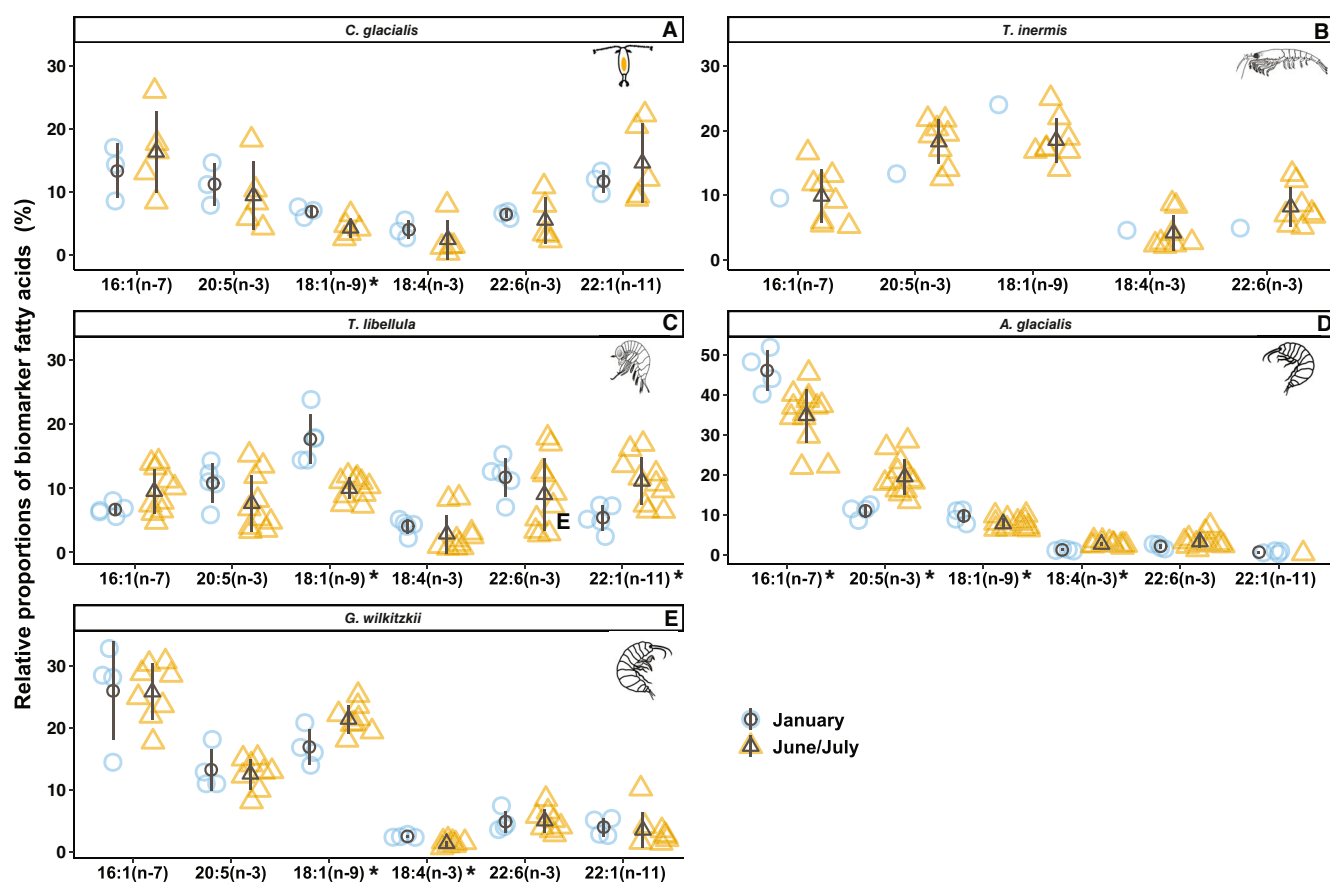 Relative proportions of biomarker fatty acids (%)
C. glacialis A
30
20
10
0
16:1(n-7) 20:5(n-3) 18:1(n-9) * 18:4(n-3) 22:6(n-3) 22:1(n-11)
T. inermis B
30
20
10
0
16:1(n-7) 20:5(n-3) 18:1(n-9) 18:4(n-3) 22:6(n-3)
T. libellula C
30
20
10
0
E
16:1(n-7) 20:5(n-3) 18:1(n-9) * 18:4(n-3) 22:6(n-3) 22:1(n-11) *
A. glacialis D
50
40
30
20
10
0
16:1(n-7) * 20:5(n-3) * 18:1(n-9) * 18:4(n-3) * 22:6(n-3) 22:1(n-11)
G. wilkitzkii E
30
20
10
0
16:1(n-7) 20:5(n-3) 18:1(n-9) * 18:4(n-3) * 22:6(n-3) 22:1(n-11)
January
June/July